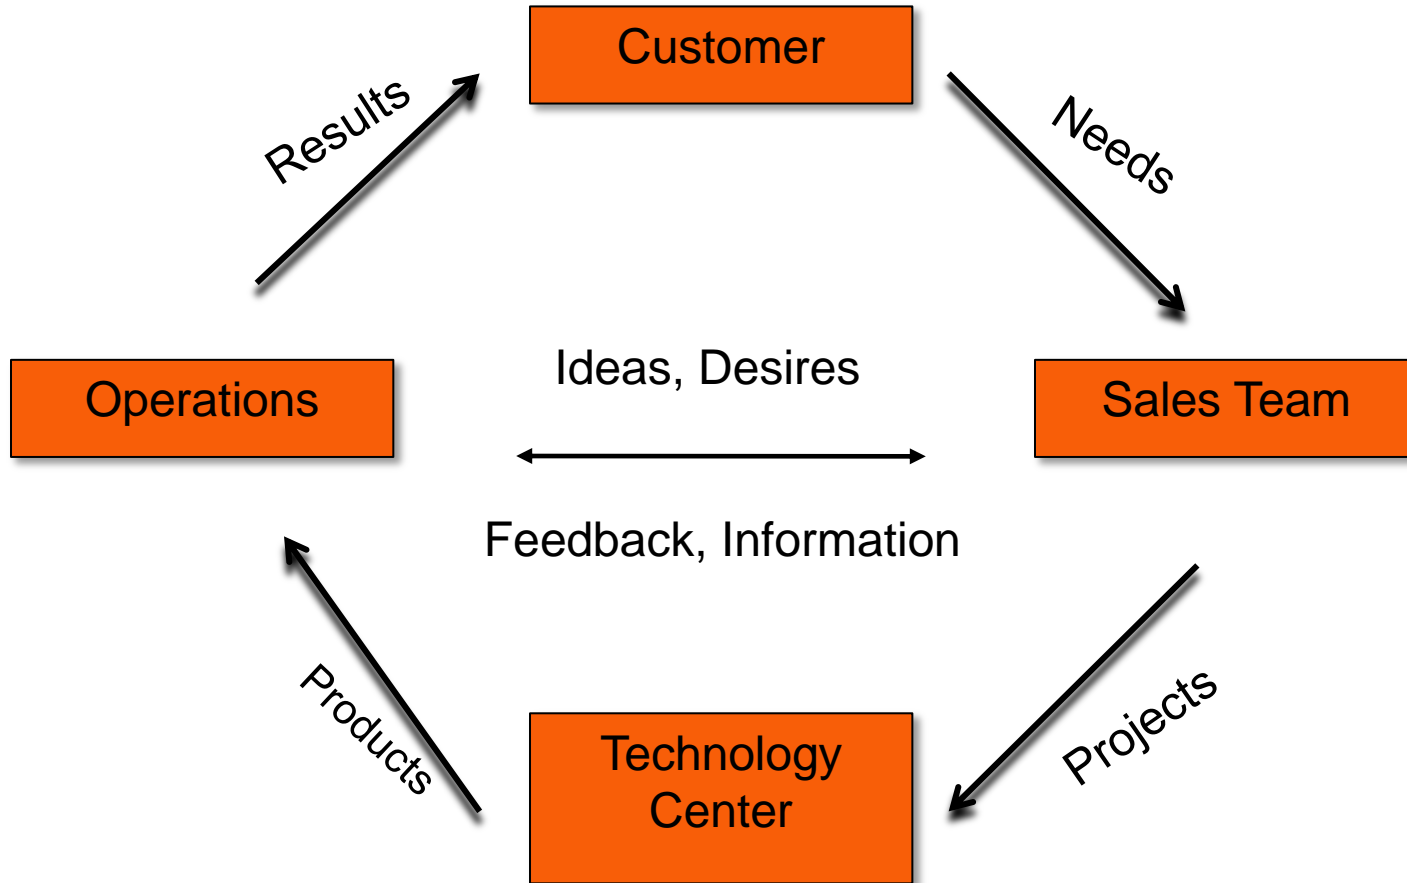 Customer
Results
Needs
Operations
Ideas, Desires
Sales Team
Feedback, Information
Products
Technology
Center
Projects